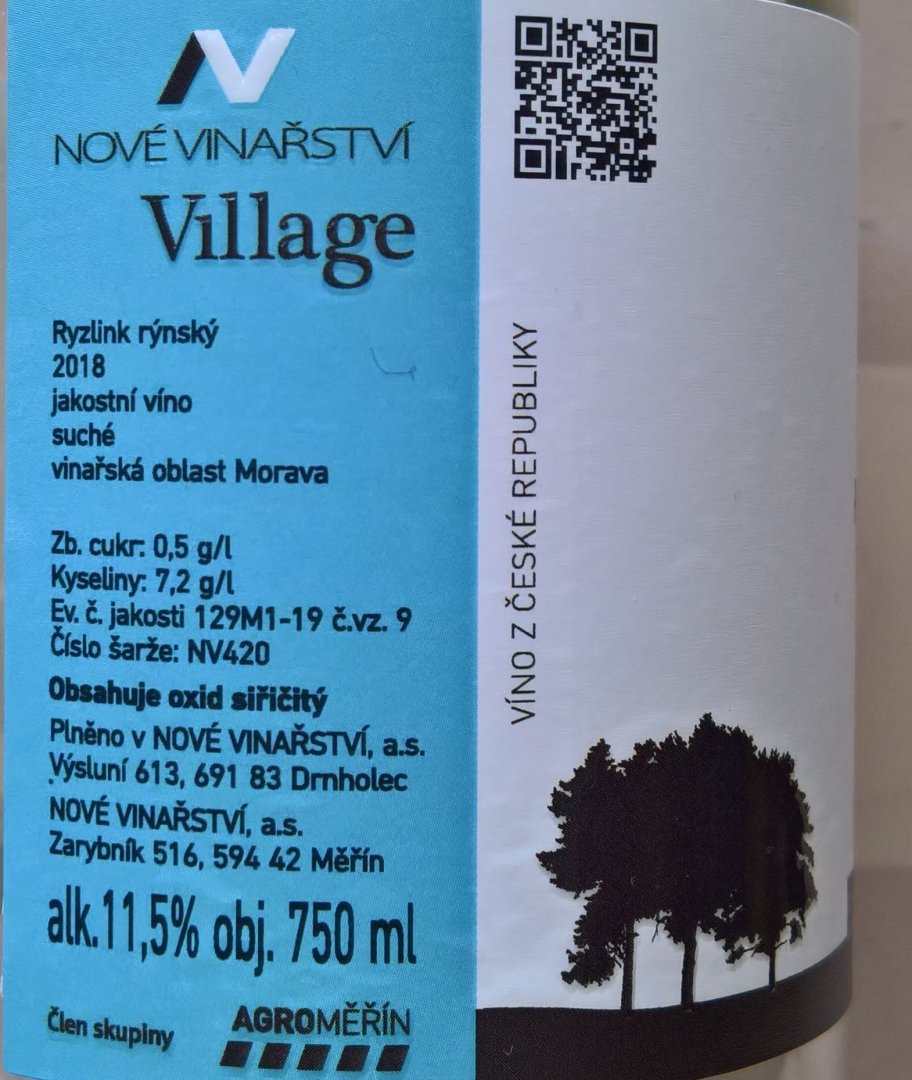 NOVÉ VINAŘSTVÍ
Village
Ryzlink rýnský
2018
jakostní víno
suché
vinařská oblast Morava
Zb. cukr: 0,5 g/l
Kyseliny: 7,2 g/l
Ev. č. jakosti 129M1-19 č.vz. 9
Číslo šarže: NV420
Obsahuje oxid siřičitý
Plněno v NOVÉ VINAŘSTVÍ, a.s.
Výsluní 613, 691 83 Drnholec
NOVÉ VINAŘSTVÍ, a.s.
Zarybník 516, 594 42 Měřín
alk.11,5% obj. 750 ml
Člen skupiny AGROMĚŘÍN
VÍNO Z ČESKÉ REPUBLIKY